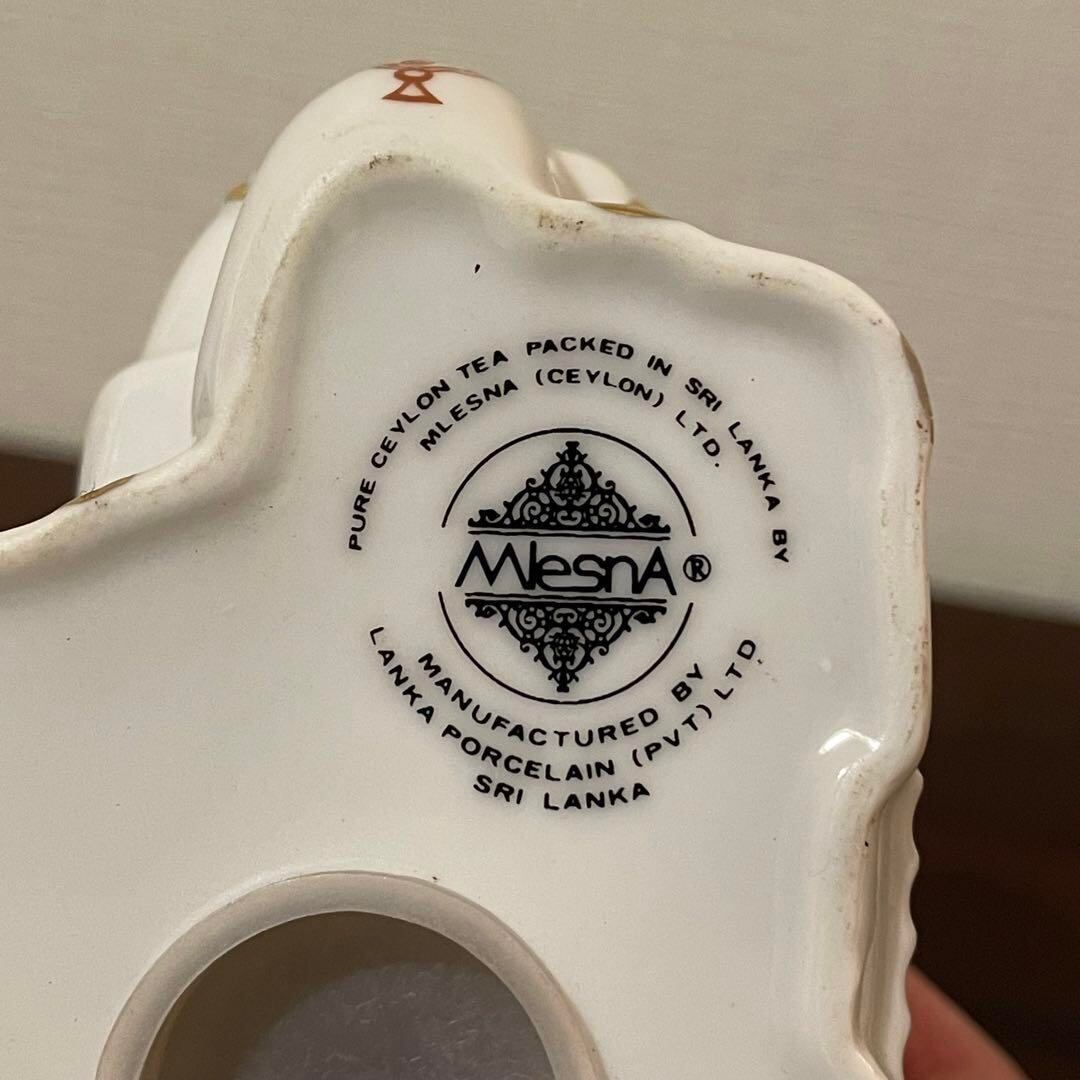 PURE CEYLON TEA PACKED IN SRI LANKA BY
MLESNA (CEYLON) LTD.
MlesnA®
MANUFACTURED BY
LANKA PORCELAIN (PVT) LTD
SRI LANKA